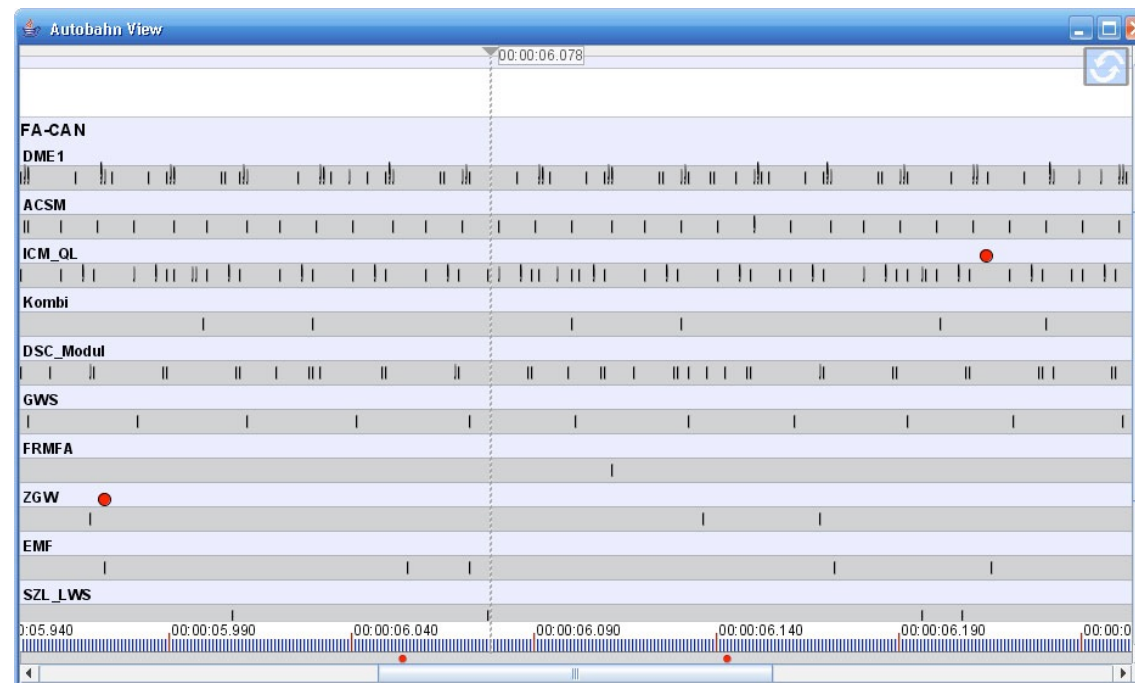 Autobahn View
00:00:06.078
FA-CAN
DME1
ACSM
ICM_QL
Kombi
DSC_Modul
GWS
FRMFA
ZGW
EMF
SZL_LWS
0:05.940 00:00:05.990 00:00:06.040 00:00:06.090 00:00:06.140 00:00:06.190 00:00:0